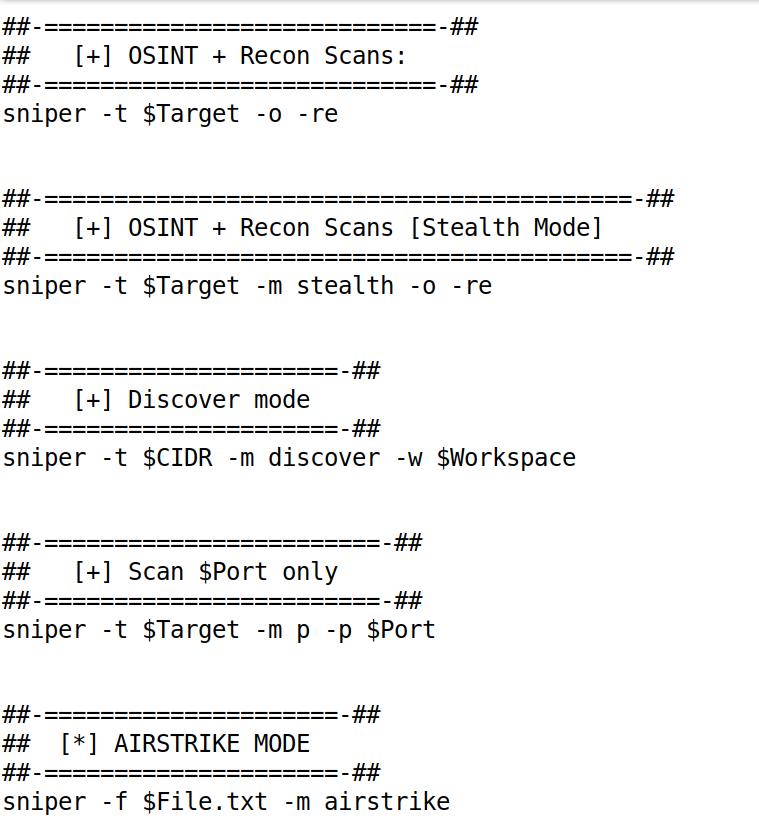 ##-============================-##
##   [+] OSINT + Recon Scans:
##-============================-##
sniper -t $Target -o -re
##-==========================================-##
##   [+] OSINT + Recon Scans [Stealth Mode]
##-==========================================-##
sniper -t $Target -m stealth -o -re
##-=====================-##
##   [+] Discover mode
##-=====================-##
sniper -t $CIDR -m discover -w $Workspace
##-========================-##
##   [+] Scan $Port only
##-========================-##
sniper -t $Target -m p -p $Port
##-=====================-##
##  [*] AIRSTRIKE MODE
##-=====================-##
sniper -f $File.txt -m airstrike